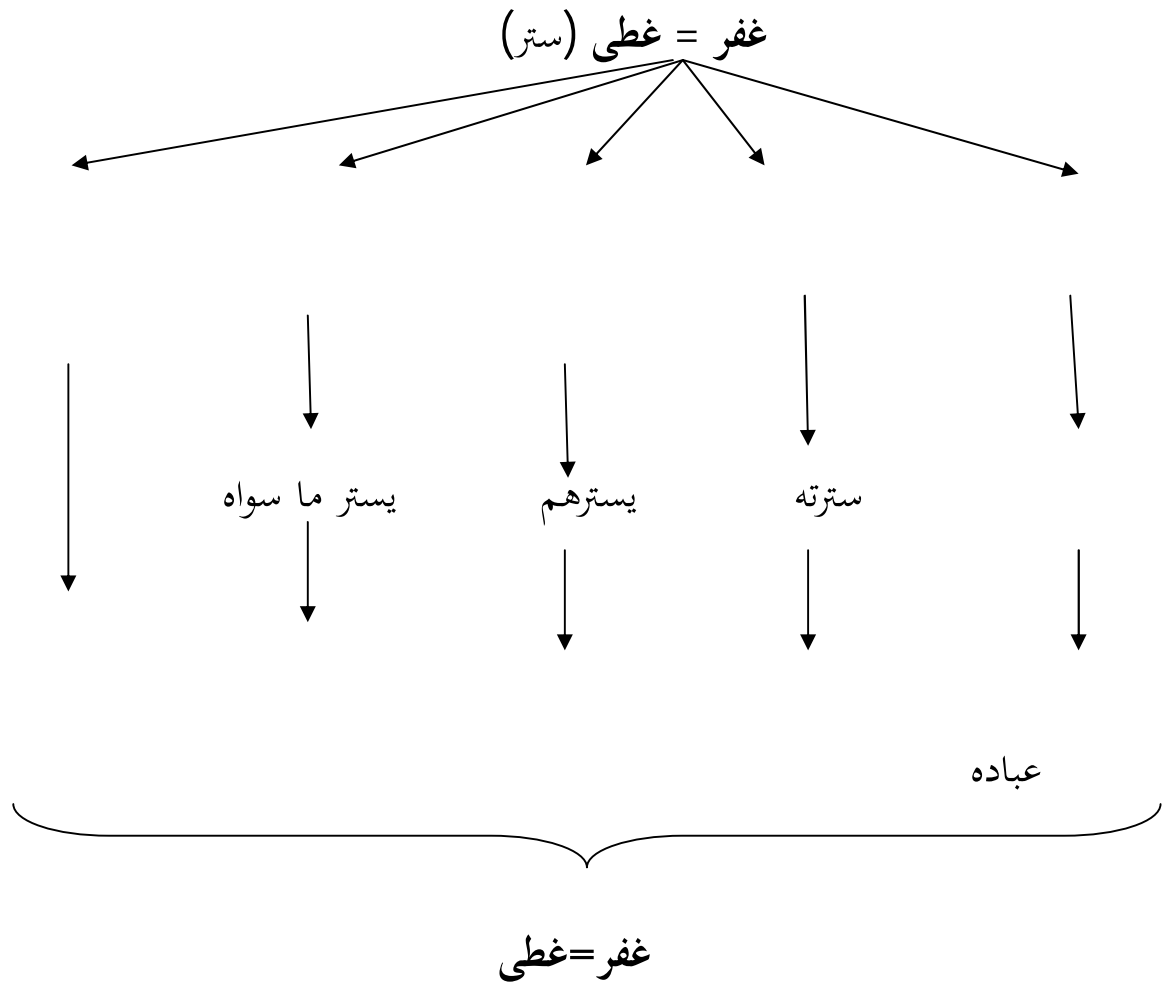 غفر = غطى (ستر)
سترته يسترهم يستر ما سواه
عباده
غفر=غطى